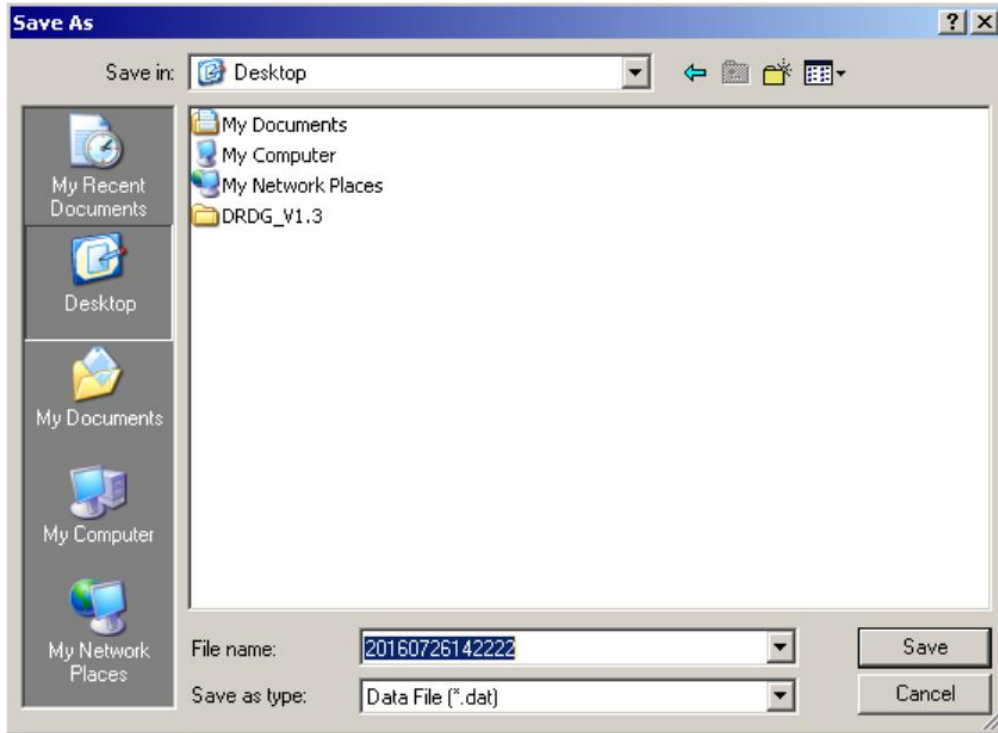 Save As
Save in:
Desktop
My Recent
Documents
Desktop
My Documents
My Computer
My Network
Places
My Documents
My Computer
My Network Places
DRDG_V1.3
File name:
20160726142222
Save
Save as type:
Data File (*.dat)
Cancel